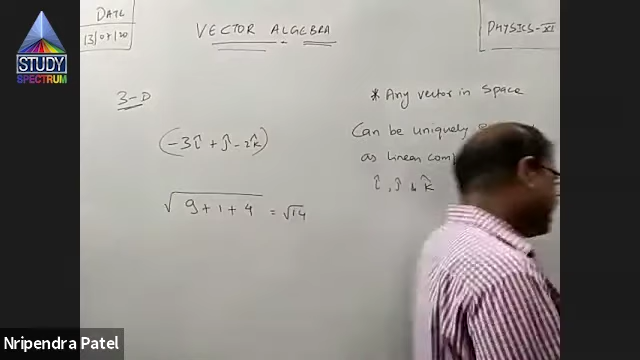 DATE
13/07/20
VECTOR ALGEBRA
PHYSICS-XI
STUDY
SPECTRUM
3-D
* Any vector in Space
(-3î + ĵ - 2k̂)
Can be uniquely
as linear
î, ĵ & k̂
√9+1+4 = √14
Nripendra Patel